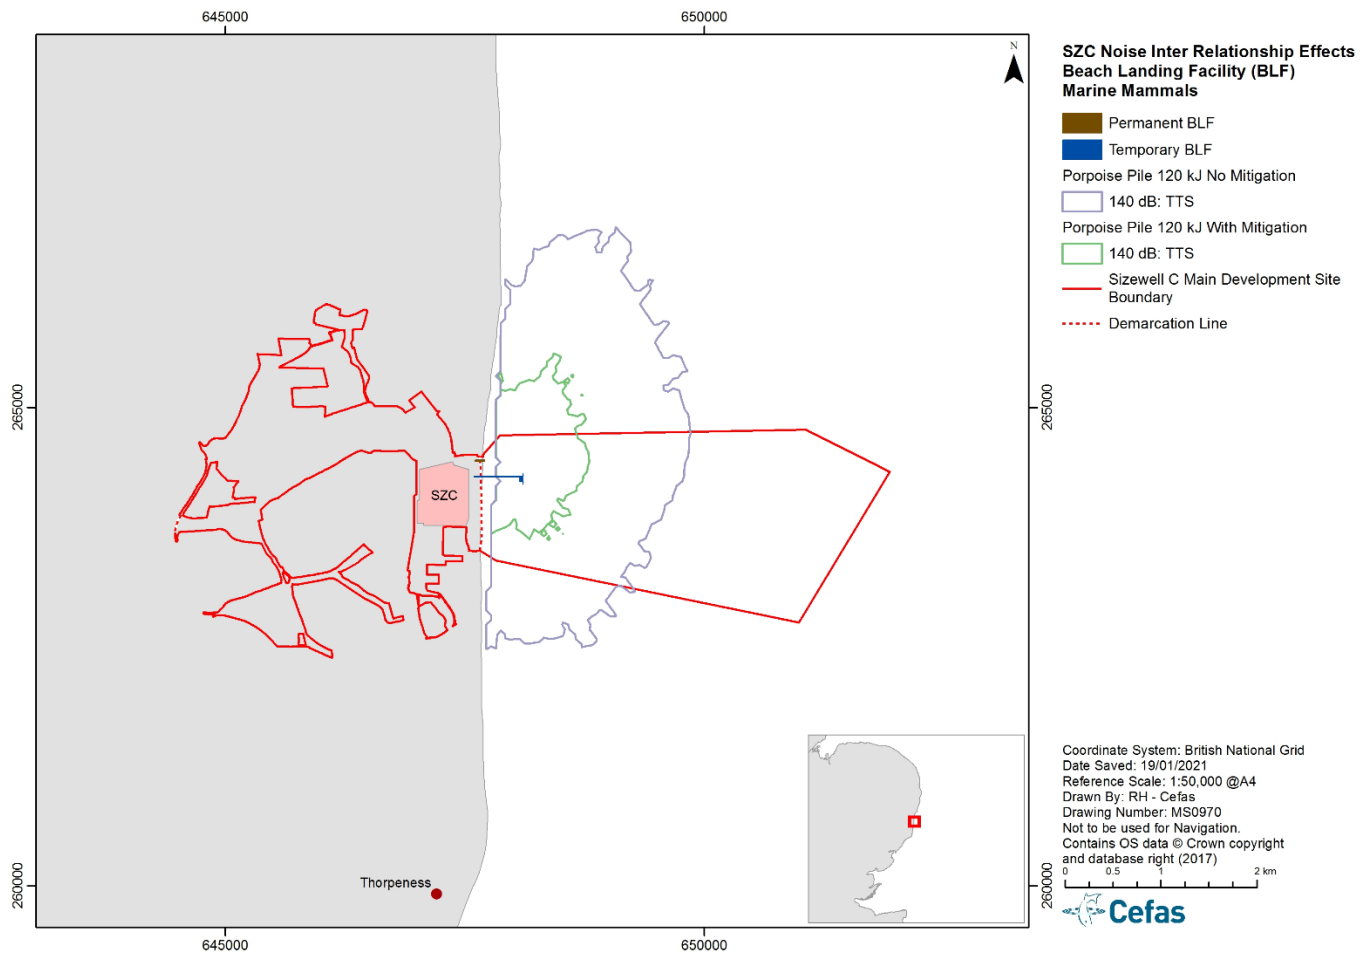 645000
650000
N
265000
265000
260000
260000
SZC
Thorpeness
645000
650000
SZC Noise Inter Relationship Effects
Beach Landing Facility (BLF)
Marine Mammals
Permanent BLF
Temporary BLF
Porpoise Pile 120 kJ No Mitigation
140 dB: TTS
Porpoise Pile 120 kJ With Mitigation
140 dB: TTS
Sizewell C Main Development Site
Boundary
Demarcation Line
Coordinate System: British National Grid
Date Saved: 19/01/2021
Reference Scale: 1:50,000 @A4
Drawn By: RH - Cefas
Drawing Number: MS0970
Not to be used for Navigation.
Contains OS data © Crown copyright
and database right (2017)
0 0.5 1 2 km
Cefas